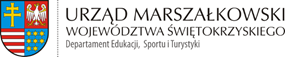 URZĄD MARSZAŁKOWSKI
WOJEWÓDZTWA ŚWIĘTOKRZYSKIEGO
Departament Edukacji, Sportu i Turystyki